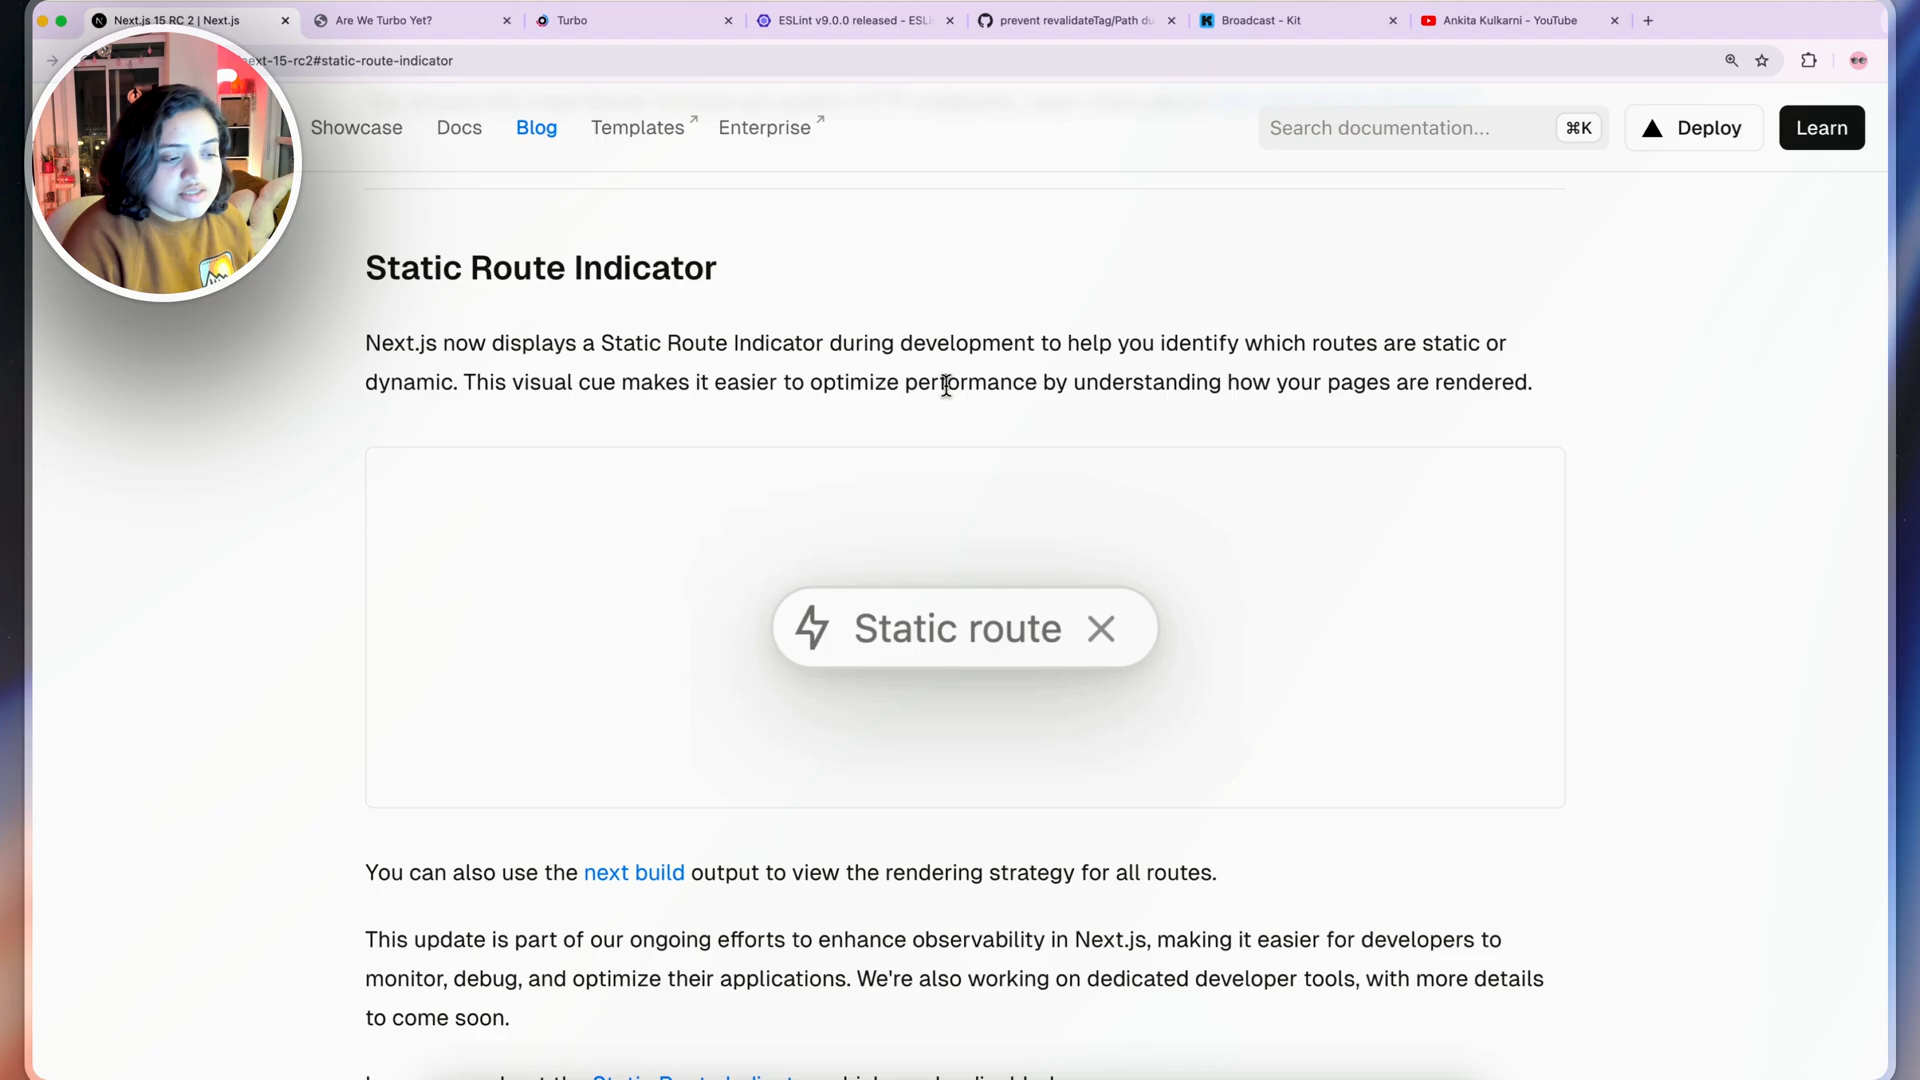 Next.js 15 RC 2 | Next.js
Are We Turbo Yet?
Turbo
ESLint v9.0.0 released - ESLi
prevent revalidateTag/Path du
Broadcast - Kit
Ankita Kulkarni - YouTube
next-15-rc2#static-route-indicator
Showcase
Docs
Blog
Templates
Enterprise
Search documentation...
⌘K
Deploy
Learn
Static Route Indicator
Next.js now displays a Static Route Indicator during development to help you identify which routes are static or
dynamic. This visual cue makes it easier to optimize performance by understanding how your pages are rendered.
Static route
You can also use the next build output to view the rendering strategy for all routes.
This update is part of our ongoing efforts to enhance observability in Next.js, making it easier for developers to
monitor, debug, and optimize their applications. We're also working on dedicated developer tools, with more details
to come soon.